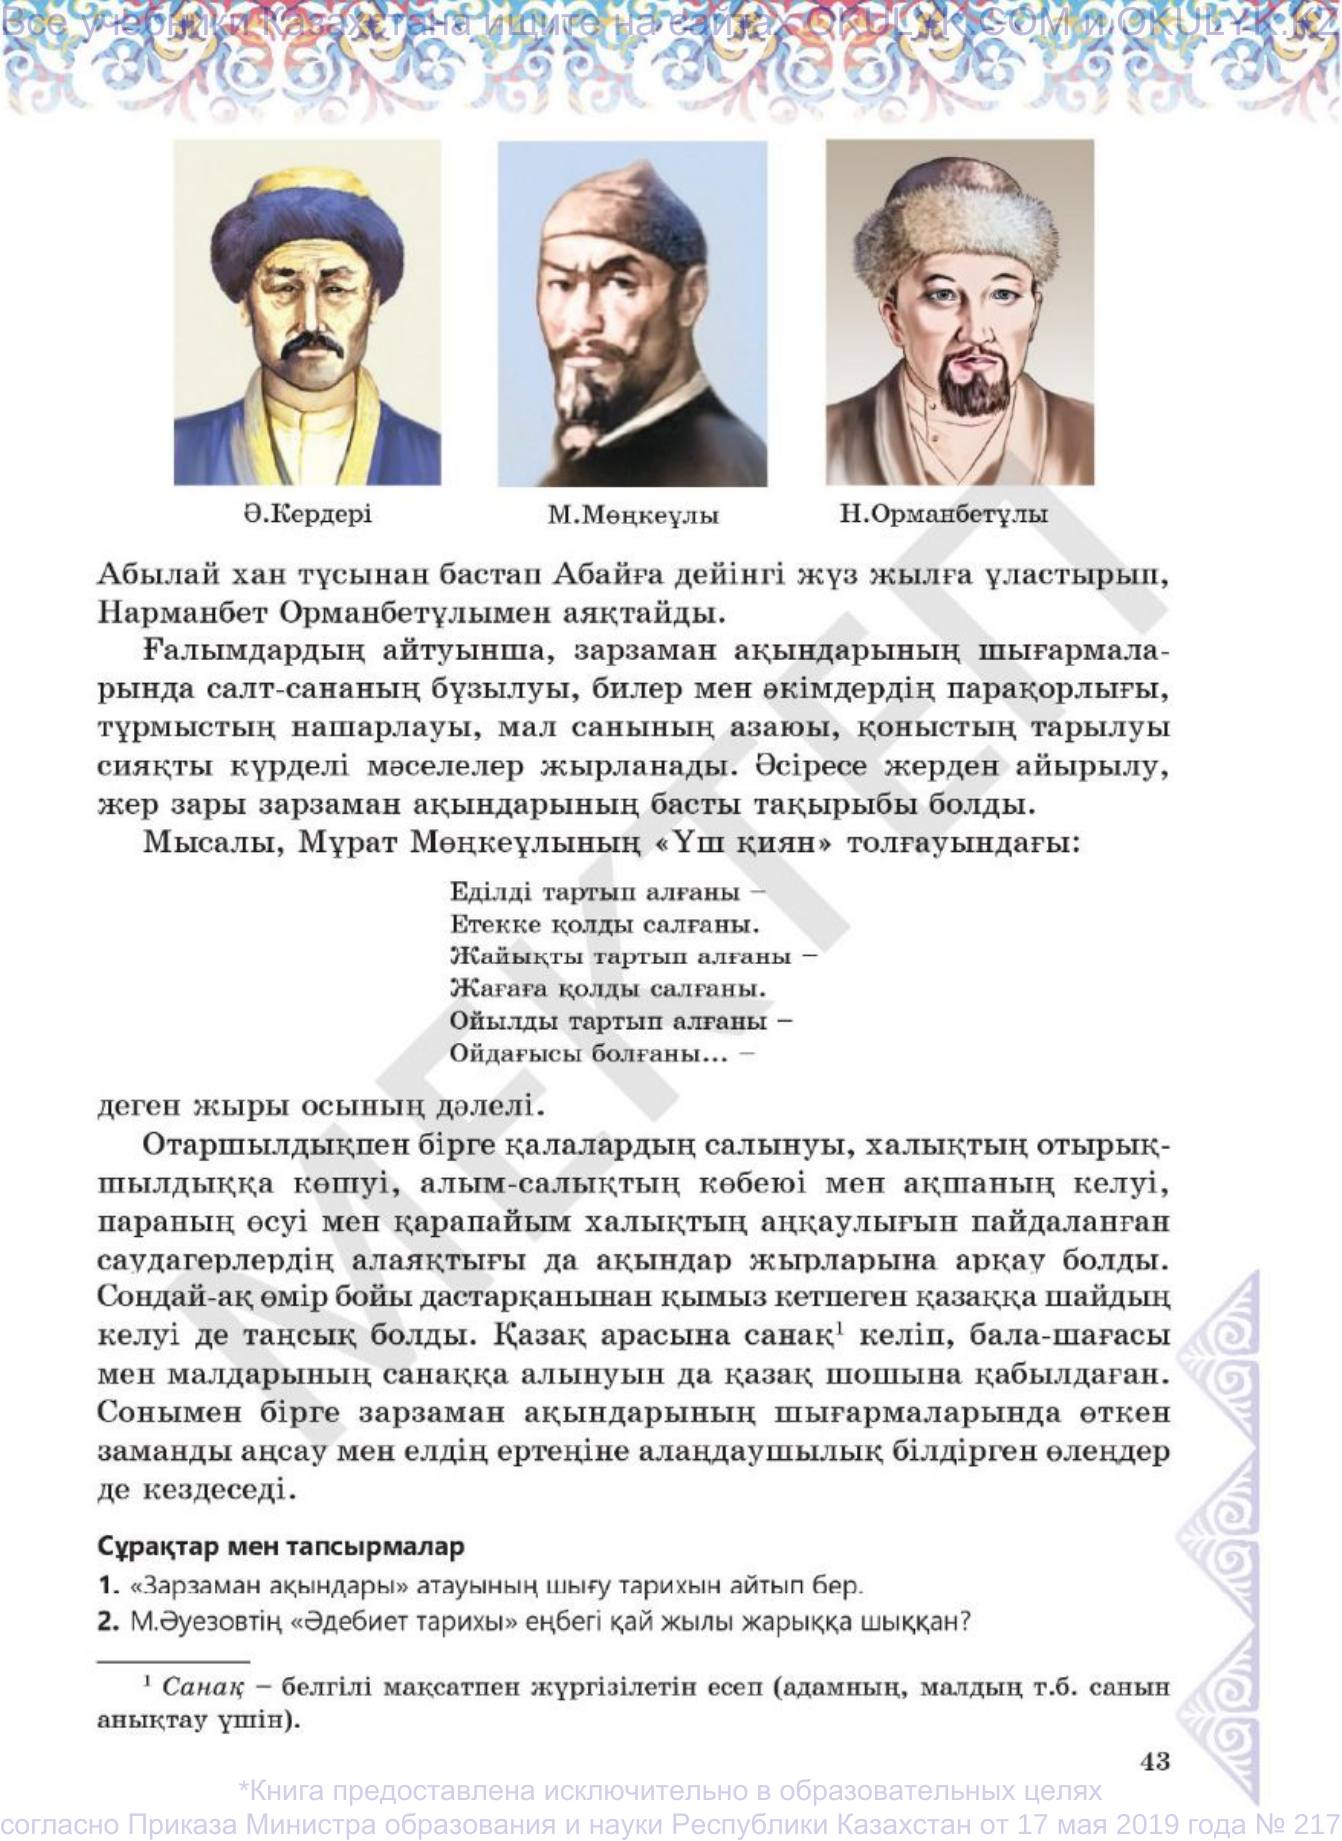 Все учебники Казахстана ищите на сайтах OKULYK.COM и OKULYK.KZ
Ә.Кердері
М.Мөңкеұлы
Н.Орманбетұлы
Абылай хан тұсынан бастап Абайға дейінгі жүз жылға ұластырып,
Нарманбет Орманбетұлымен аяқтайды.
Ғалымдардың айтуынша, зарзаман ақындарының шығармала-
рында салт-сананың бұзылуы, билер мен әкімдердің парақорлығы,
тұрмыстың нашарлауы, мал санының азаюы, қоныстың тарылуы
сияқты күрделі мәселелер жырланады. Әсіресе жерден айырылу,
жер зары зарзаман ақындарының басты тақырыбы болды.
Мысалы, Мұрат Мөңкеұлының «Үш қиян» толғауындағы:
Еділді тартып алғаны –
Етекке қолды салғаны.
Жайықты тартып алғаны –
Жағаға қолды салғаны.
Ойылды тартып алғаны –
Ойдағысы болғаны... –
деген жыры осының дәлелі.
Отаршылдықпен бірге қалалардың салынуы, халықтың отырық-
шылдыққа көшуі, алым-салықтың көбеюі мен ақшаның келуі,
параның өсуі мен қарапайым халықтың аңқаулығын пайдаланған
саудагерлердің алаяқтығы да ақындар жырларына арқау болды.
Сондай-ақ өмір бойы дастарқанынан қымыз кетпеген қазаққа шайдың
келуі де таңсық болды. Қазақ арасына санақ¹ келіп, бала-шағасы
мен малдарының санаққа алынуын да қазақ шошына қабылдаған.
Сонымен бірге зарзаман ақындарының шығармаларында өткен
заманды аңсау мен елдің ертеңіне алаңдаушылық білдірген өлеңдер
де кездеседі.
Сұрақтар мен тапсырмалар
1. «Зарзаман ақындары» атауының шығу тарихын айтып бер.
2. М.Әуезовтің «Әдебиет тарихы» еңбегі қай жылы жарыққа шыққан?
¹ Санақ – белгілі мақсатпен жүргізілетін есеп (адамның, малдың т.б. санын
анықтау үшін).
43
МЕКТЕП
*Книга предоставлена исключительно в образовательных целях
согласно Приказа Министра образования и науки Республики Казахстан от 17 мая 2019 года № 217